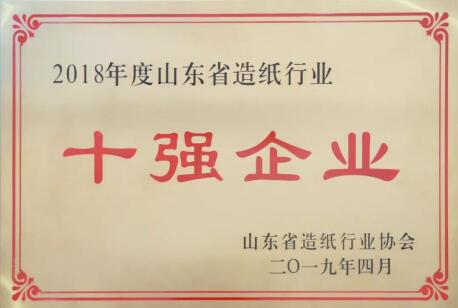 2018年度山东省造纸行业
十强企业
山东省造纸行业协会
二〇一九年四月